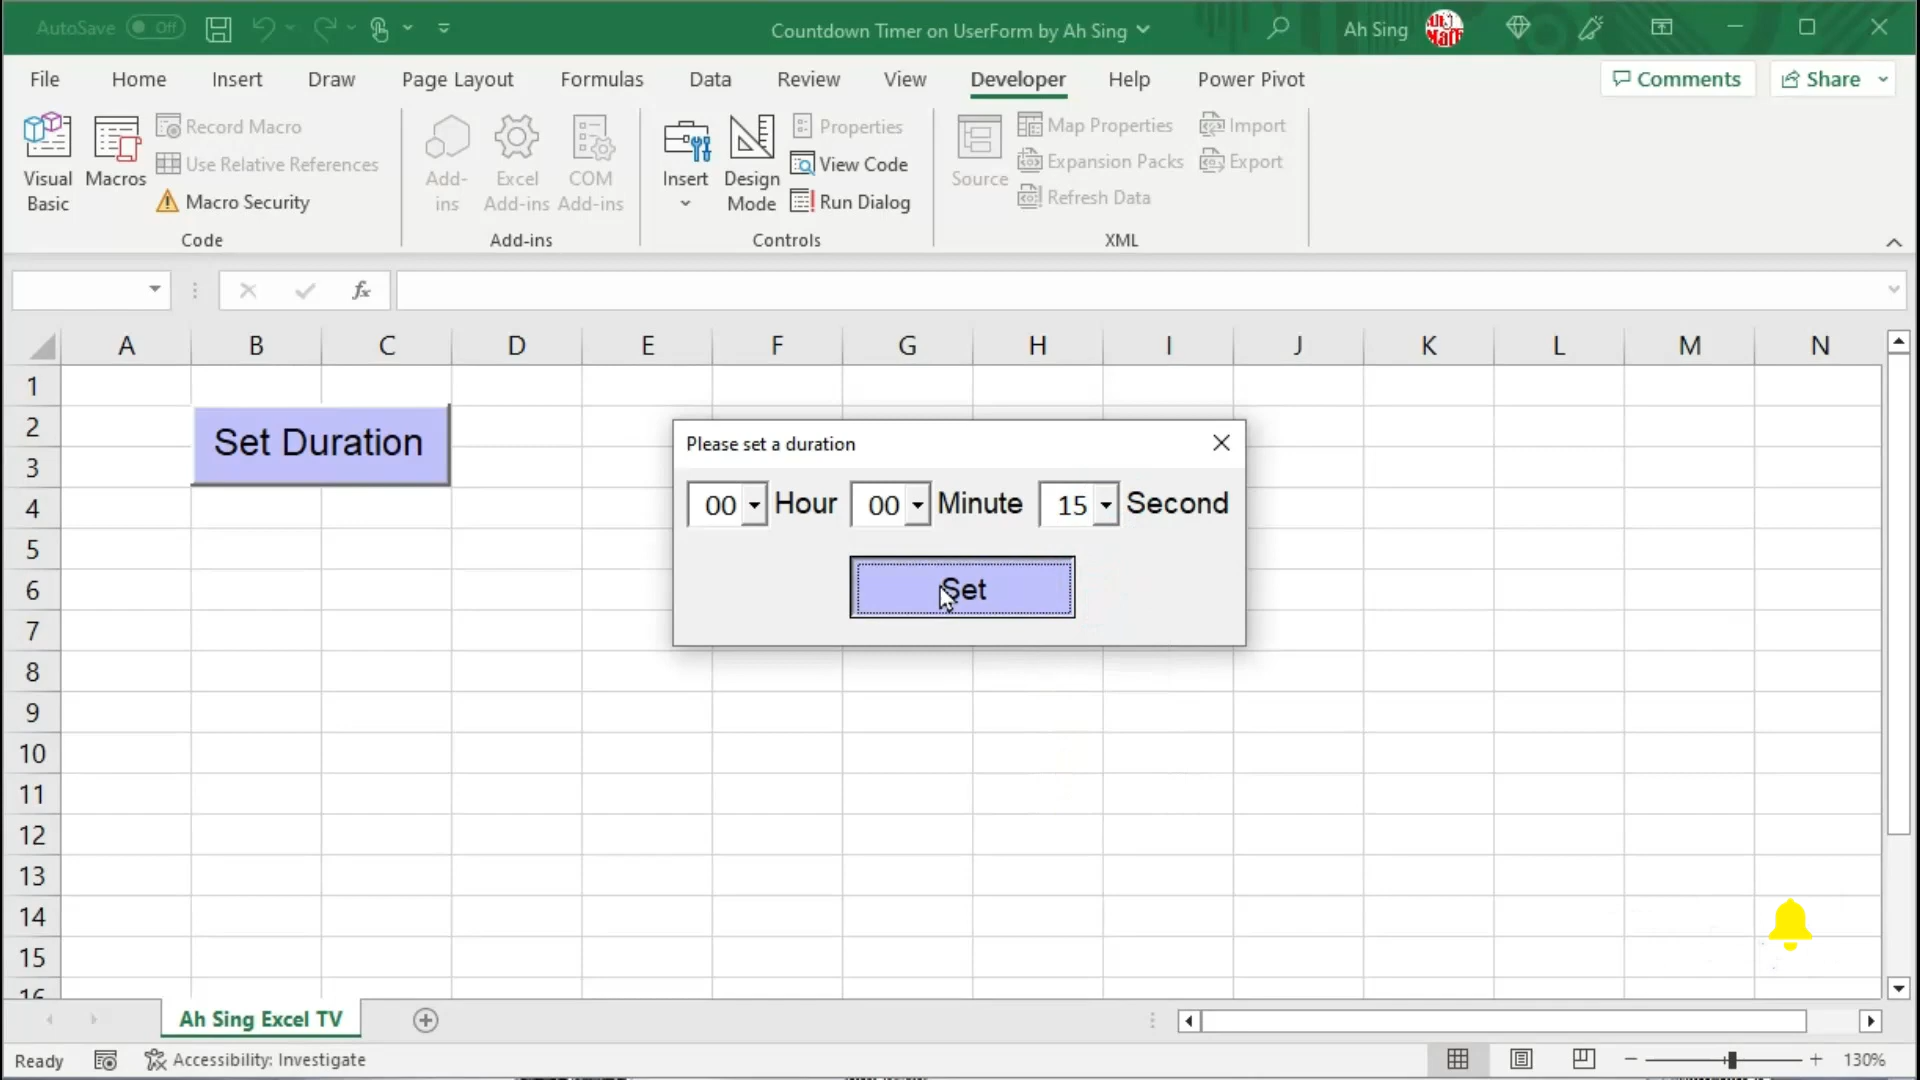 AutoSave Off
Countdown Timer on UserForm by Ah Sing
Ah Sing
File Home Insert Draw Page Layout Formulas Data Review View Developer Help Power Pivot
Comments Share
Visual Basic
Macros
Record Macro
Use Relative References
Macro Security
Code
Add-ins
Excel Add-ins
COM Add-ins
Add-ins
Insert
Design Mode
Properties
View Code
Run Dialog
Controls
Source
Map Properties
Expansion Packs
Refresh Data
Import
Export
XML
fx
A B C D E F G H I J K L M N
1
2
3
4
5
6
7
8
9
10
11
12
13
14
15
16
Set Duration
Please set a duration
00 Hour 00 Minute 15 Second
Set
Ah Sing Excel TV
Ready
Accessibility: Investigate
130%